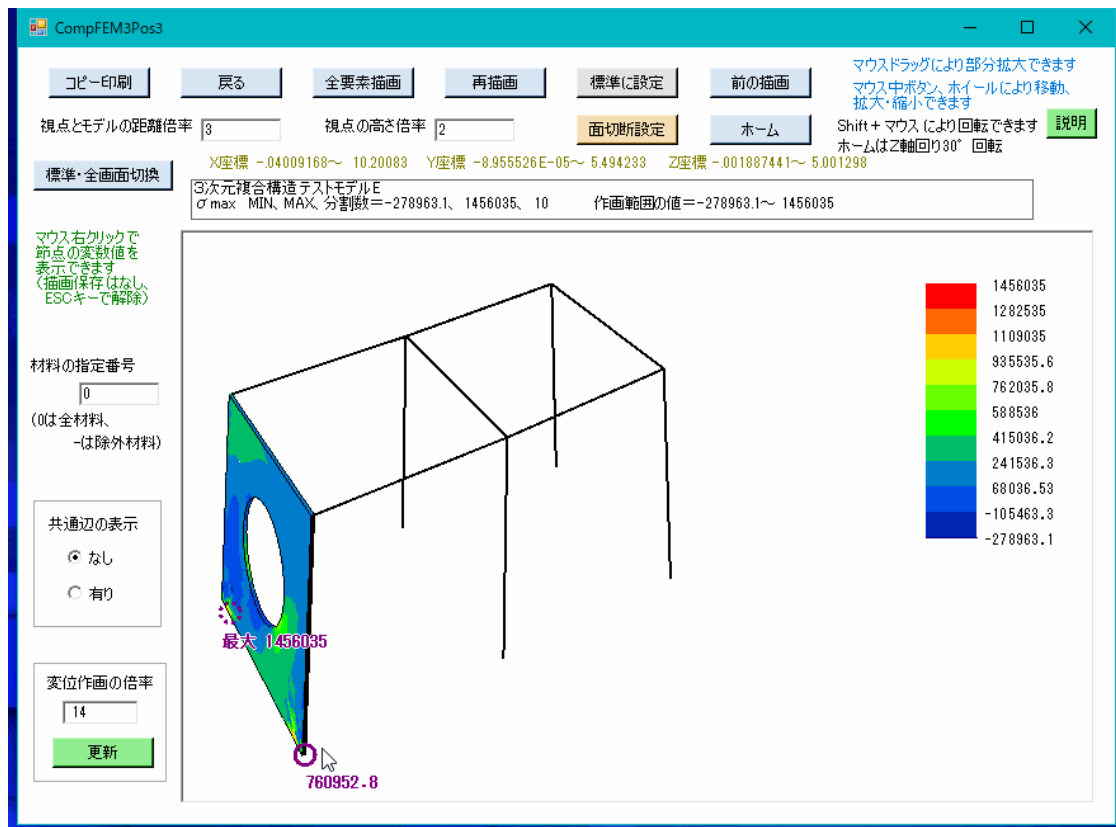 CompFEM3Pos3
コピー印刷
戻る
全要素描画
再描画
標準に設定
前の描画
マウスドラッグにより部分拡大できます
マウス中ボタン、ホイールにより移動、
拡大・縮小できます
視点とモデルの距離倍率 3
視点の高さ倍率 2
面切断設定
ホーム
Shift+マウスにより回転できます
ホームはZ軸回り30° 回転
説明
標準・全画面切換
X座標 -.04009168～ 10.20083 Y座標 -8.955526E-05～ 5.494233 Z座標 -.001887441～ 5.001298
3次元複合構造テストモデルE
σmax MIN、MAX、分割数=-278963.1、 1456035、 10 作画範囲の値=-278963.1～ 1456035
マウス右クリックで
節点の変数値を
表示できます
(描画保存はなし、
ESCキーで解除)
材料の指定番号
0
(0は全材料、
-は除外材料)
共通辺の表示
なし
有り
変位作画の倍率
14
更新
最大 1456035
760952.8
1456035
1282535
1109035
935535.6
762035.8
588536
415036.2
241536.3
68036.53
-105463.3
-278963.1